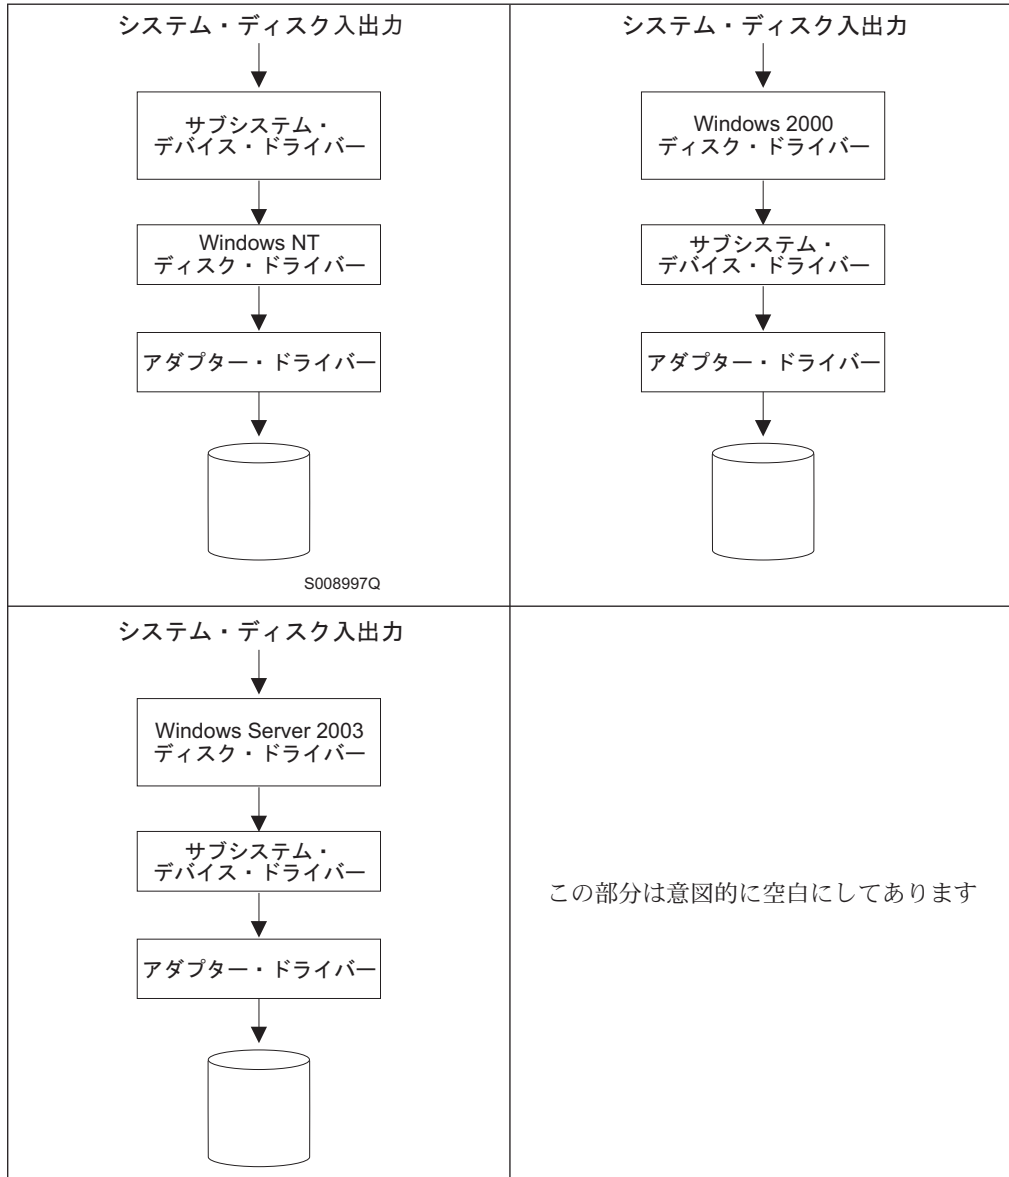 システム・ディスク入出力
サブシステム・
デバイス・ドライバー
Windows NT
ディスク・ドライバー
アダプター・ドライバー
S008997Q
システム・ディスク入出力
Windows 2000
ディスク・ドライバー
サブシステム・
デバイス・ドライバー
アダプター・ドライバー
システム・ディスク入出力
Windows Server 2003
ディスク・ドライバー
サブシステム・
デバイス・ドライバー
アダプター・ドライバー
この部分は意図的に空白にしてあります